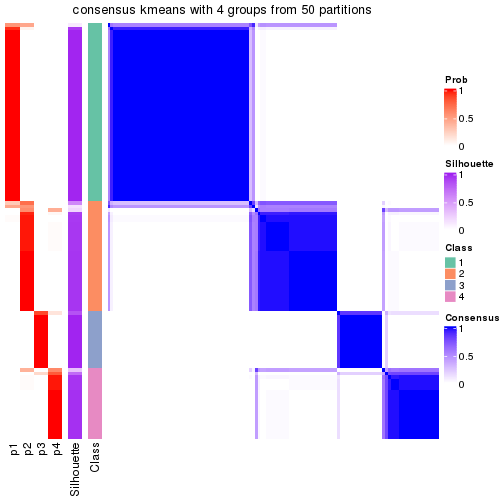 consensus kmeans with 4 groups from 50 partitions
Prob
1
0.5
0
Silhouette
1
0.5
0
Class
1
2
3
4
Consensus
1
0.5
0
p1
p2
p3
p4
Silhouette
Class